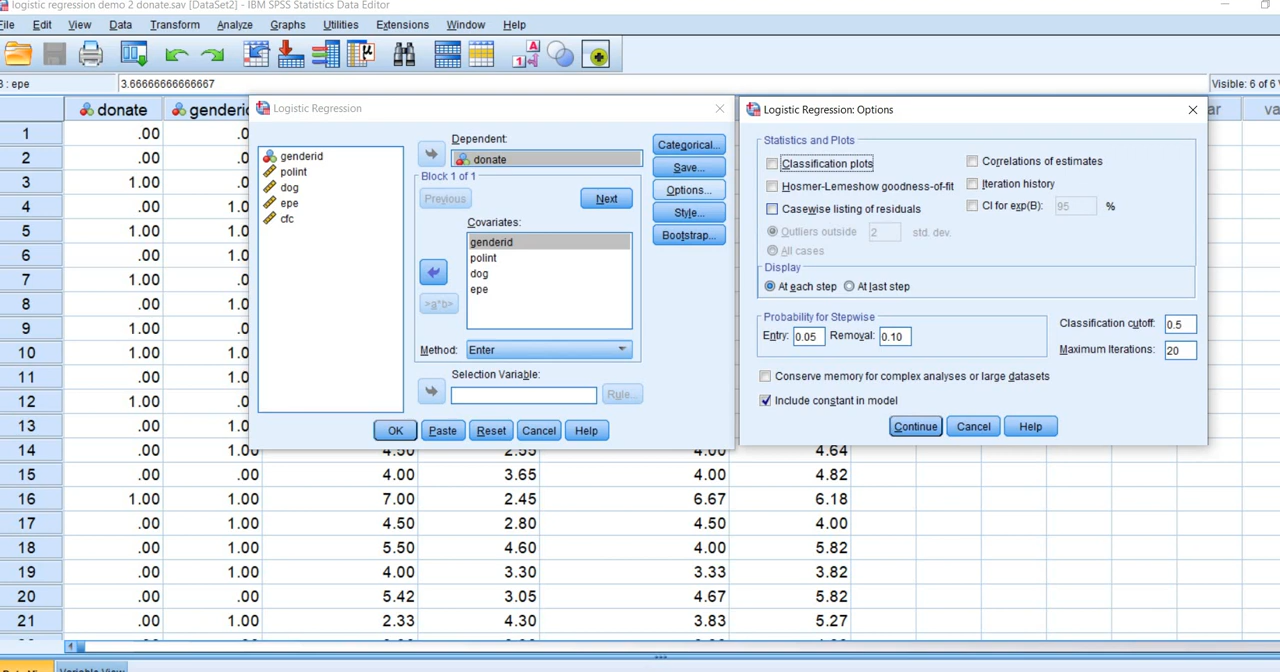 logistic regression demo 2 donate.sav [DataSet2] - IBM SPSS Statistics Data Editor
File Edit View Data Transform Analyze Graphs Utilities Extensions Window Help
: epe 3.66666666666667 Visible: 6 of 6
donate genderid
1 .00
2 .00
3 1.00
4 .00
5 1.00
6 .00
7 1.00
8 .00
9 1.00
10 1.00
11 .00
12 1.00
13 .00
14 .00 1.00 4.50 2.55 4.00 4.64
15 .00 .00 4.00 3.65 4.00 4.82
16 1.00 1.00 7.00 2.45 6.67 6.18
17 .00 1.00 4.50 2.80 4.50 4.00
18 .00 1.00 5.50 4.60 4.00 5.82
19 .00 1.00 4.00 3.30 3.33 3.82
20 .00 .00 5.42 3.05 4.67 5.82
21 .00 1.00 2.33 4.30 3.83 5.27
Logistic Regression
genderid
polint
dog
epe
cfc
Dependent:
donate
Block 1 of 1
Previous Next
Covariates:
genderid
polint
dog
epe
>a*b>
Method: Enter
Selection Variable:
Rule...
OK Paste Reset Cancel Help
Categorical...
Save...
Options...
Style...
Bootstrap...
Logistic Regression: Options
Statistics and Plots
Classification plots Correlations of estimates
Hosmer-Lemeshow goodness-of-fit Iteration history
Casewise listing of residuals CI for exp(B): 95 %
Outliers outside 2 std. dev.
All cases
Display
At each step At last step
Probability for Stepwise
Entry: 0.05 Removal: 0.10
Classification cutoff: 0.5
Maximum Iterations: 20
Conserve memory for complex analyses or large datasets
Include constant in model
Continue Cancel Help
Variable View